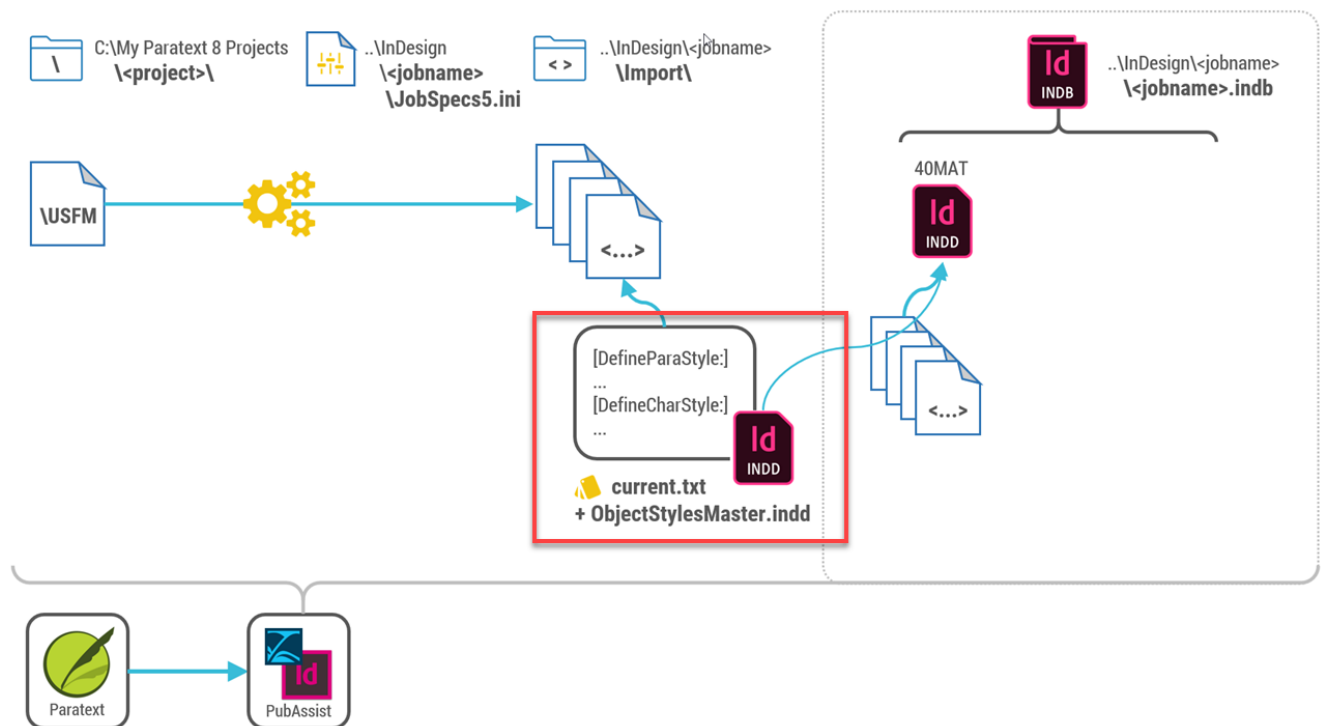 \
C:\My Paratext 8 Projects
\<project>\
..\InDesign
\<jobname>
\JobSpecs5.ini
< >
..\InDesign\<jobname>
\Import\
Id
INDB
..\InDesign\<jobname>
\<jobname>.indb
\USFM
<...>
40MAT
Id
INDD
[DefineParaStyle:]
...
[DefineCharStyle:]
...
Id
INDD
current.txt
+ ObjectStylesMaster.indd
<...>
Paratext
Id
PubAssist